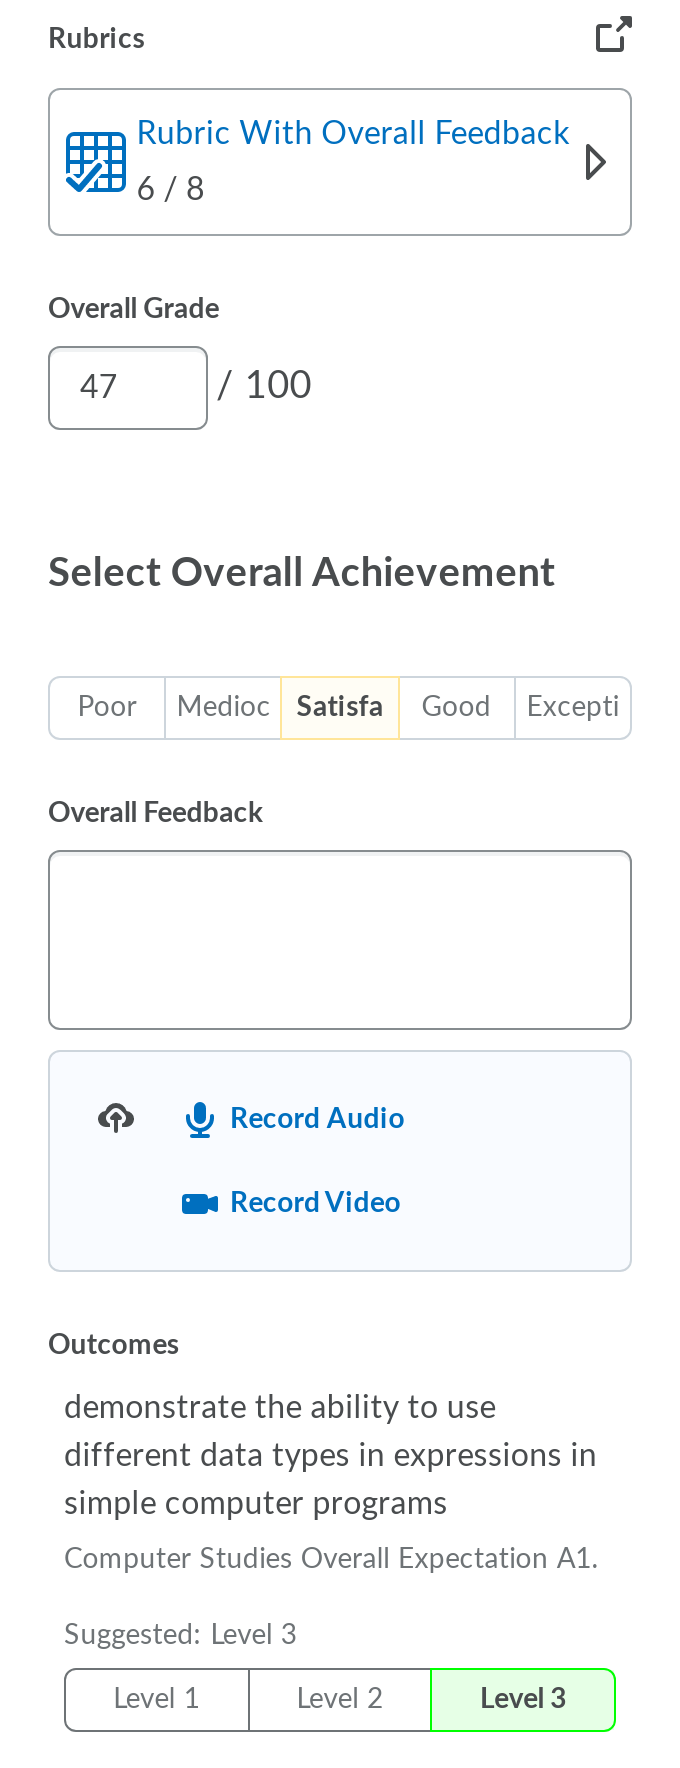 Rubrics
Rubric With Overall Feedback
6 / 8
Overall Grade
47 / 100
Select Overall Achievement
Poor Medioc Satisfa Good Excepti
Overall Feedback
Record Audio
Record Video
Outcomes
demonstrate the ability to use
different data types in expressions in
simple computer programs
Computer Studies Overall Expectation A1.
Suggested: Level 3
Level 1 Level 2 Level 3